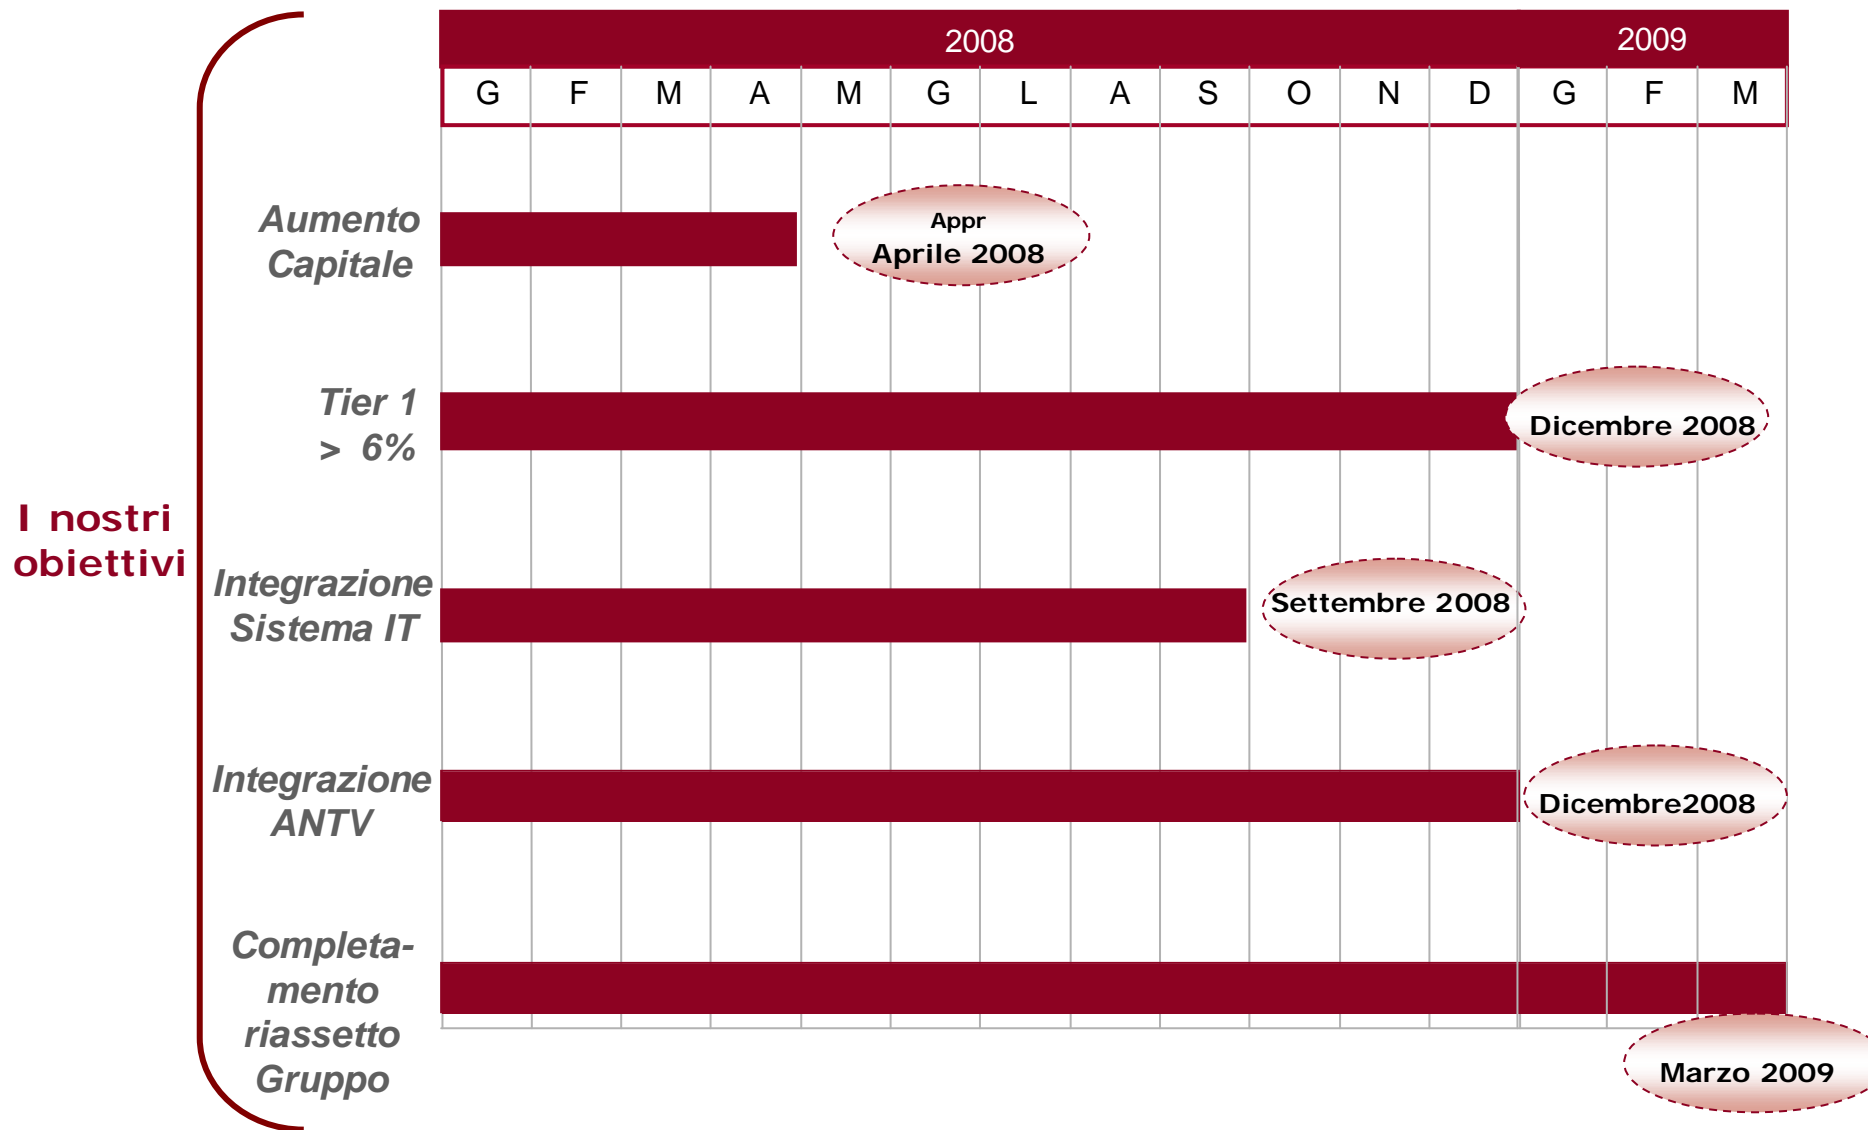 2008 2009
G F M A M G L A S O N D G F M
Aumento
Capitale
Appr
Aprile 2008
Tier 1
> 6%
Dicembre 2008
I nostri
obiettivi
Integrazione
Sistema IT
Settembre 2008
Integrazione
ANTV
Dicembre2008
Completa-
mento
riassetto
Gruppo
Marzo 2009